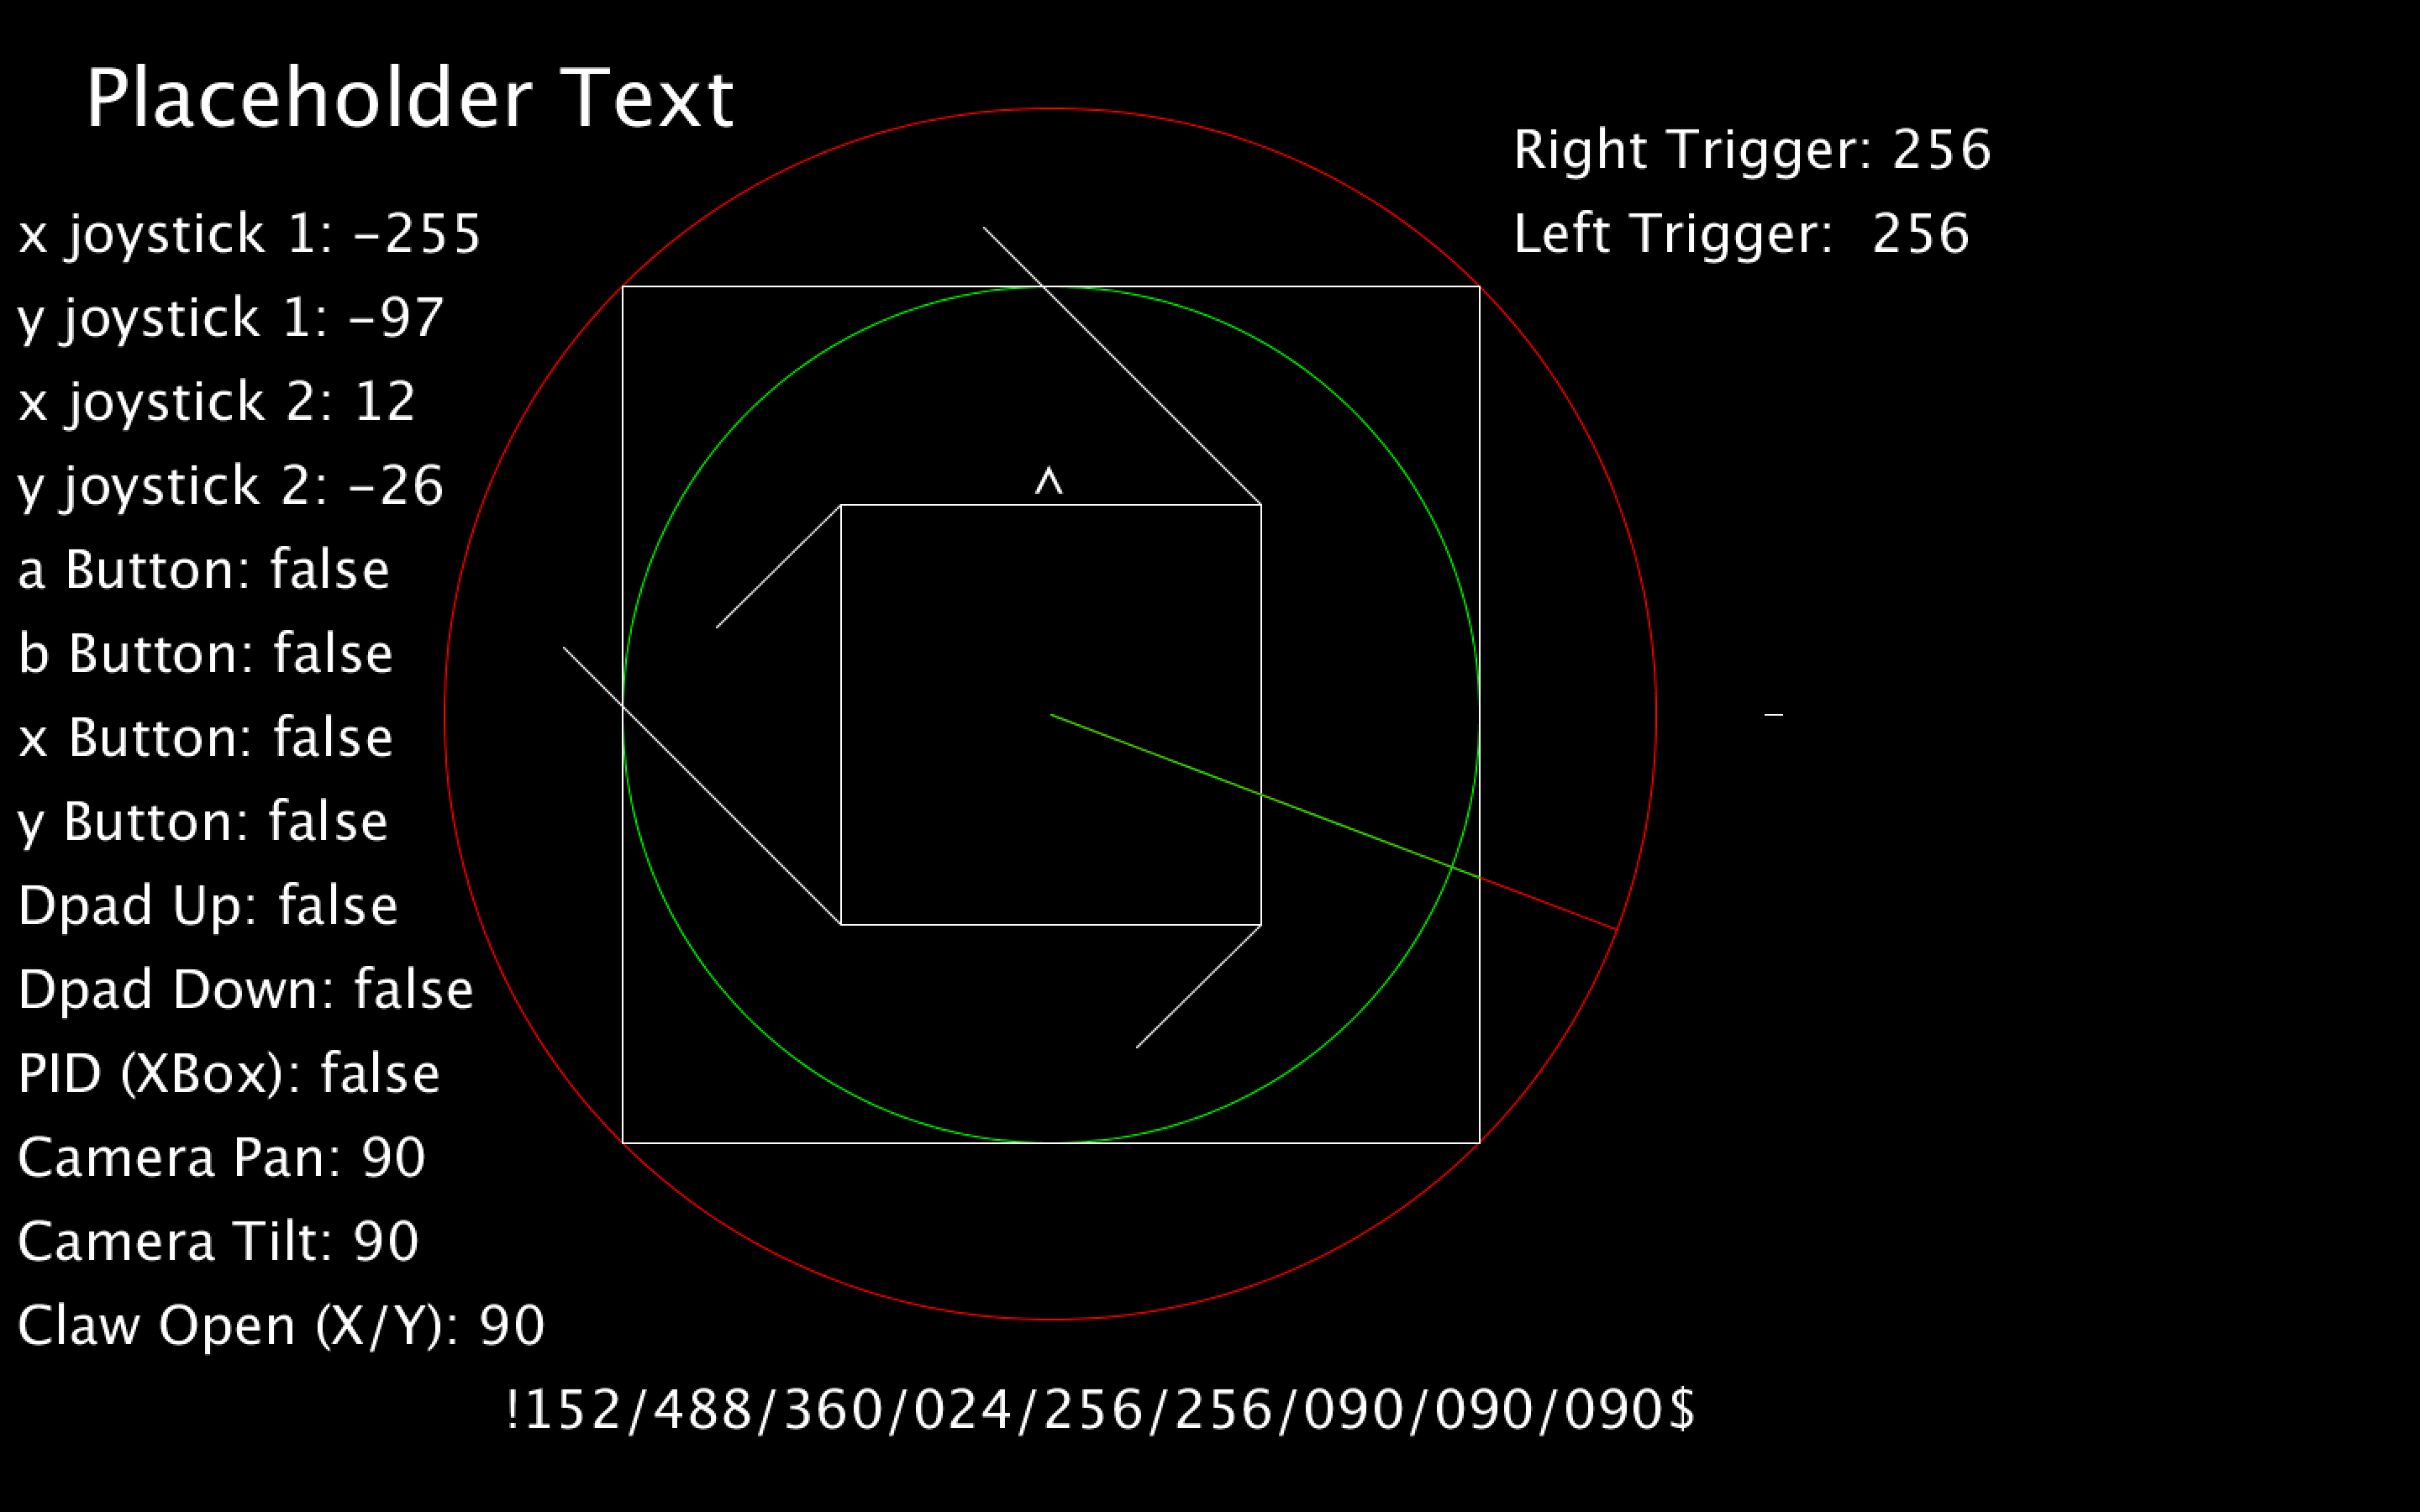 Placeholder Text
Right Trigger: 256
Left Trigger: 256
x joystick 1: -255
y joystick 1: -97
x joystick 2: 12
y joystick 2: -26
a Button: false
b Button: false
x Button: false
y Button: false
Dpad Up: false
Dpad Down: false
PID (XBox): false
Camera Pan: 90
Camera Tilt: 90
Claw Open (X/Y): 90
^
!152/488/360/024/256/256/090/090/090$